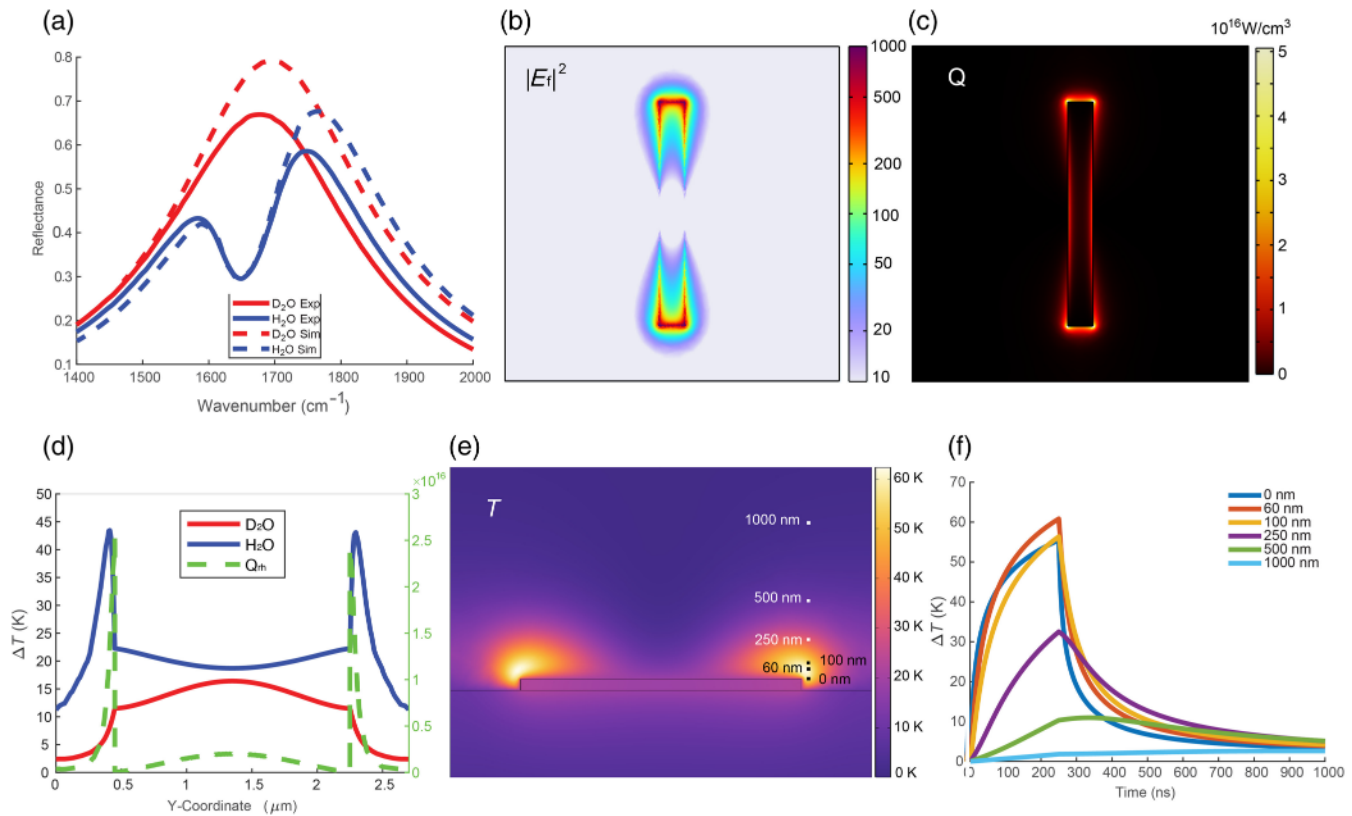 (a)
0.8
0.7
0.6
0.5
0.4
0.3
0.2
0.1
Reflectance
D₂O Exp
H₂O Exp
D₂O Sim
H₂O Sim
1400 1500 1600 1700 1800 1900 2000
Wavenumber (cm⁻¹)
(b)
|E_f|²
1000
500
200
100
50
20
10
(c)
10¹⁶W/cm³
Q
5
4
3
2
1
0
(d)
×10¹⁶
50
45
40
35
30
25
20
15
10
5
0
ΔT (K)
D₂O
H₂O
Q_rh
3
2.5
2
1.5
1
0.5
0
0 0.5 1 1.5 2 2.5
Y-Coordinate (μm)
(e)
T
1000 nm
500 nm
250 nm
100 nm
60 nm
0 nm
60 K
50 K
40 K
30 K
20 K
10 K
0 K
(f)
70
60
50
40
30
20
10
0
ΔT (K)
0 nm
60 nm
100 nm
250 nm
500 nm
1000 nm
0 100 200 300 400 500 600 700 800 900 1000
Time (ns)